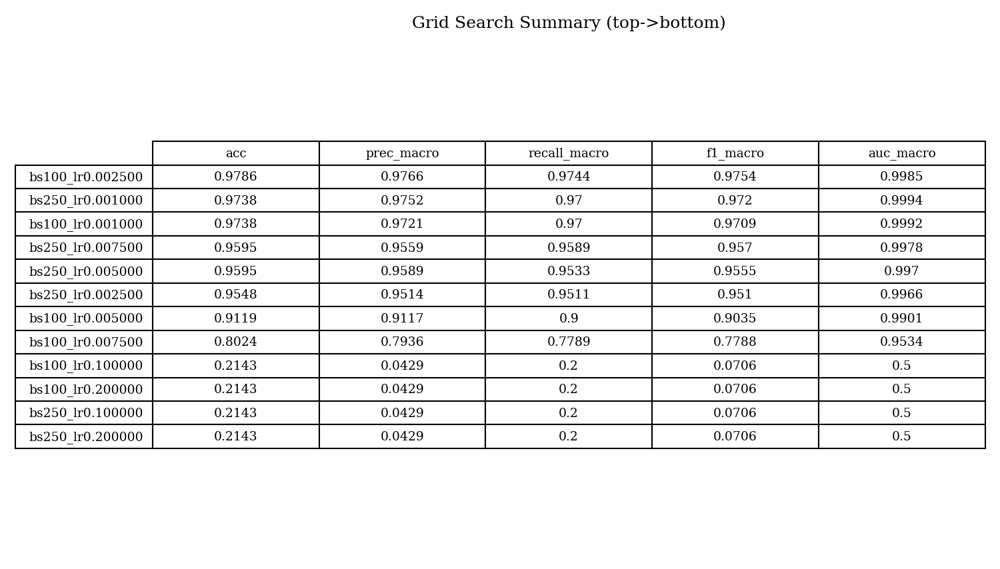 Grid Search Summary (top->bottom)
acc prec_macro recall_macro f1_macro auc_macro
bs100_lr0.002500 0.9786 0.9766 0.9744 0.9754 0.9985
bs250_lr0.001000 0.9738 0.9752 0.97 0.972 0.9994
bs100_lr0.001000 0.9738 0.9721 0.97 0.9709 0.9992
bs250_lr0.007500 0.9595 0.9559 0.9589 0.957 0.9978
bs250_lr0.005000 0.9595 0.9589 0.9533 0.9555 0.997
bs250_lr0.002500 0.9548 0.9514 0.9511 0.951 0.9966
bs100_lr0.005000 0.9119 0.9117 0.9 0.9035 0.9901
bs100_lr0.007500 0.8024 0.7936 0.7789 0.7788 0.9534
bs100_lr0.100000 0.2143 0.0429 0.2 0.0706 0.5
bs100_lr0.200000 0.2143 0.0429 0.2 0.0706 0.5
bs250_lr0.100000 0.2143 0.0429 0.2 0.0706 0.5
bs250_lr0.200000 0.2143 0.0429 0.2 0.0706 0.5